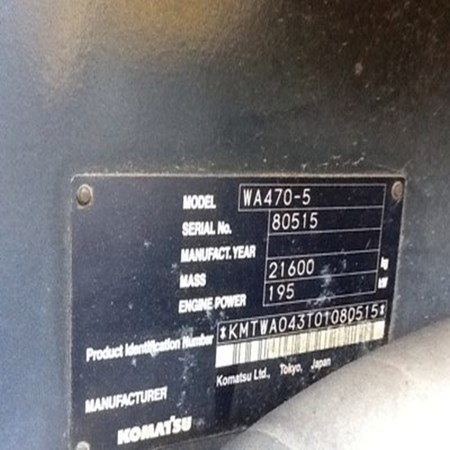 MODEL WA470-5
SERIAL No. 80515
MANUFACT. YEAR
MASS 21600 kg
ENGINE POWER 195 kW
Product Identification Number *KMTWA043T01080515*
Komatsu Ltd., Tokyo, Japan
MANUFACTURER
KOMATSU